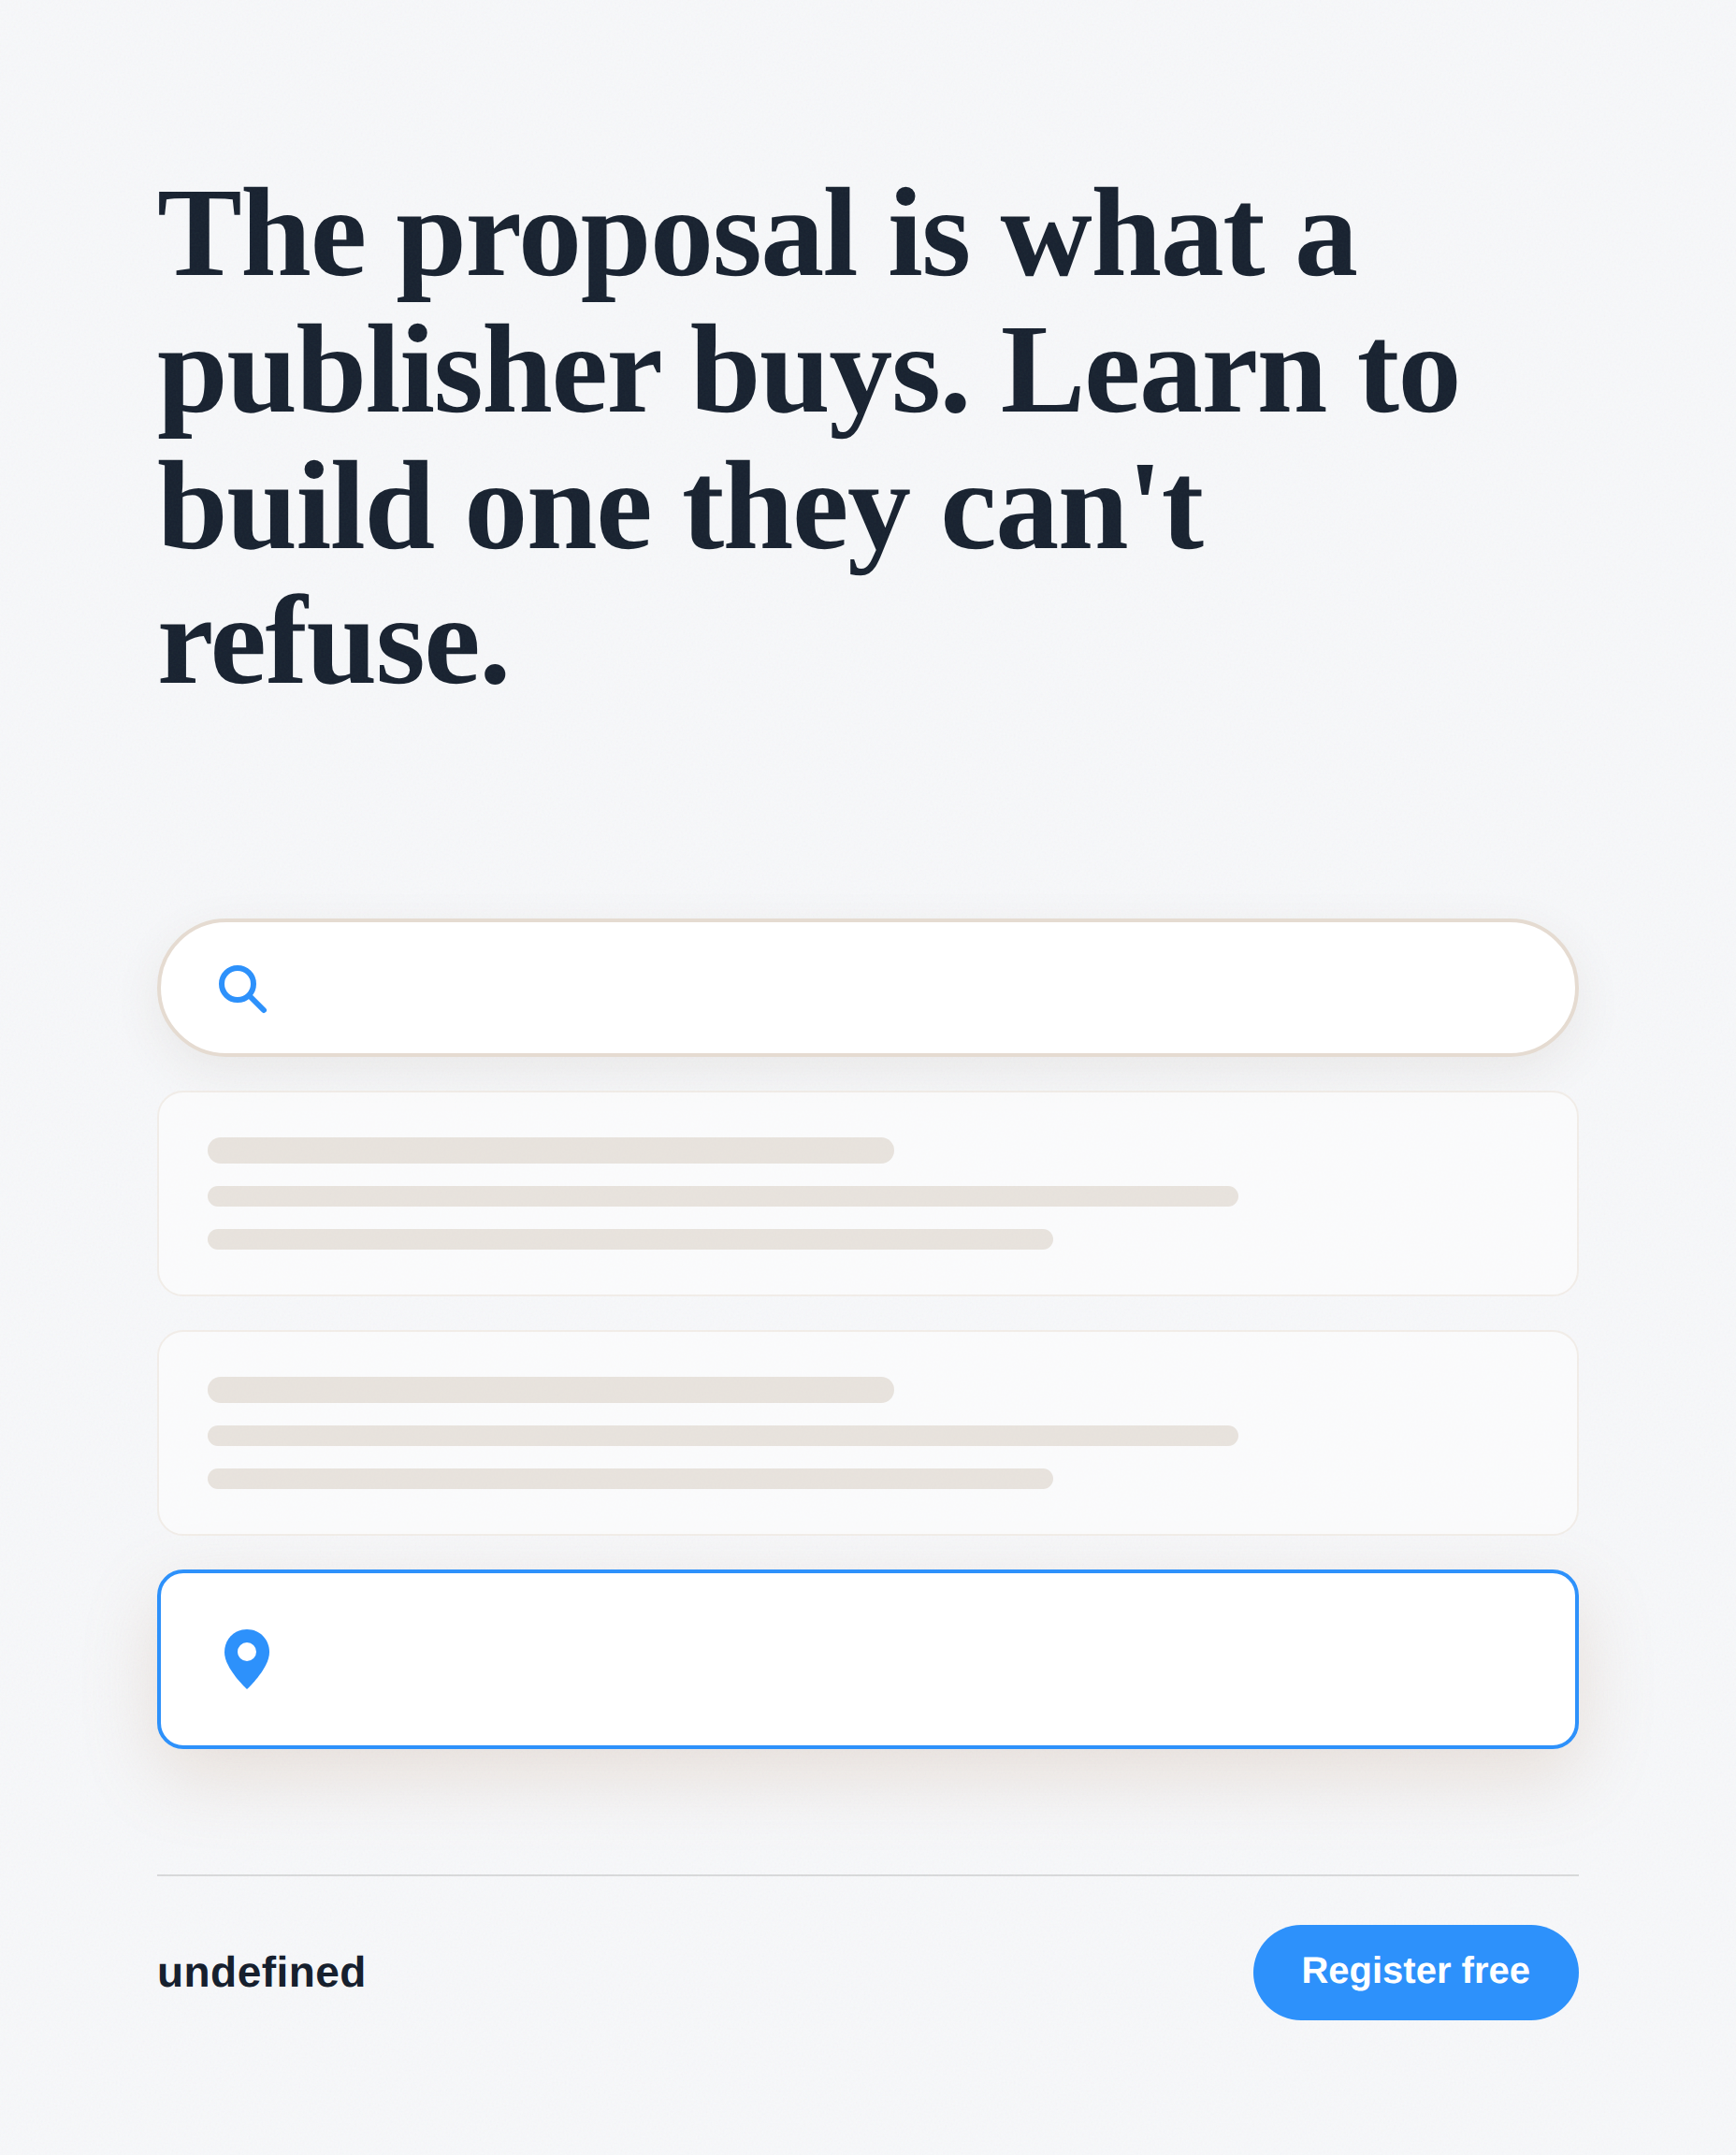 The proposal is what a
publisher buys. Learn to
build one they can't
refuse.
undefined
Register free